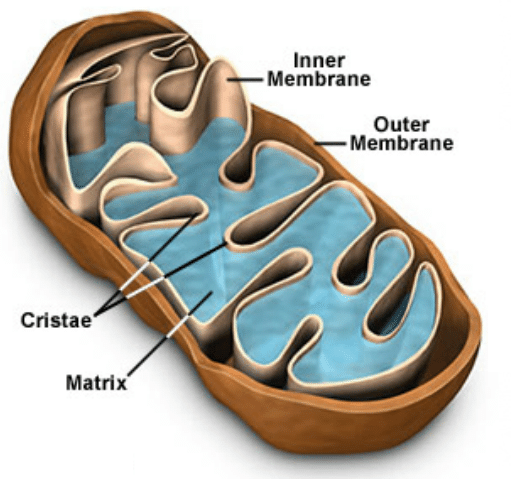 Inner
Membrane
Outer
Membrane
Cristae
Matrix